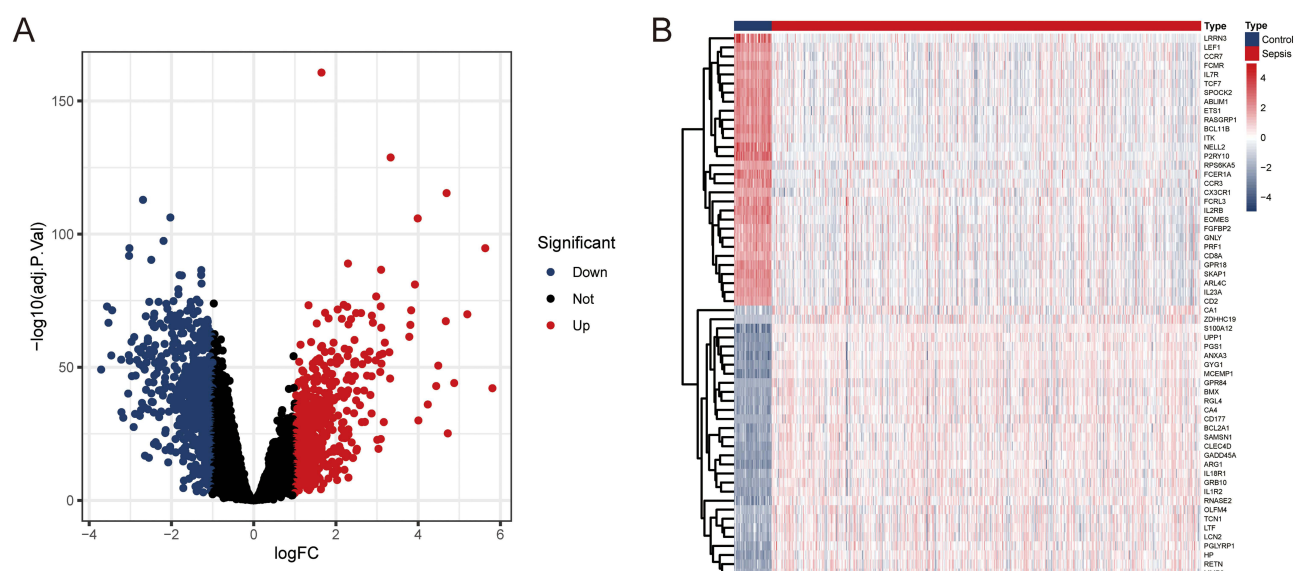 A
−log10(adj.P.Val)
150
100
50
0
−4
−2
0
2
4
6
logFC
Significant
Down
Not
Up
B
Type
Type
Control
Sepsis
4
2
0
−2
−4
LRRN3
LEF1
CCR7
FCMR
IL7R
TCF7
SPOCK2
ABLIM1
ETS1
RASGRP1
BCL11B
ITK
NELL2
P2RY10
RPS6KA5
FCER1A
CCR3
CX3CR1
FCRL3
IL2RB
EOMES
FGFBP2
GNLY
PRF1
CD8A
GPR18
SKAP1
ARL4C
IL23A
CD2
CA1
ZDHHC19
S100A12
UPP1
PGS1
ANXA3
GYG1
MCEMP1
GPR84
BMX
RGL4
CA4
CD177
BCL2A1
SAMSN1
CLEC4D
GADD45A
ARG1
IL18R1
GRB10
IL1R2
RNASE2
OLFM4
TCN1
LTF
LCN2
PGLYRP1
HP
RETN